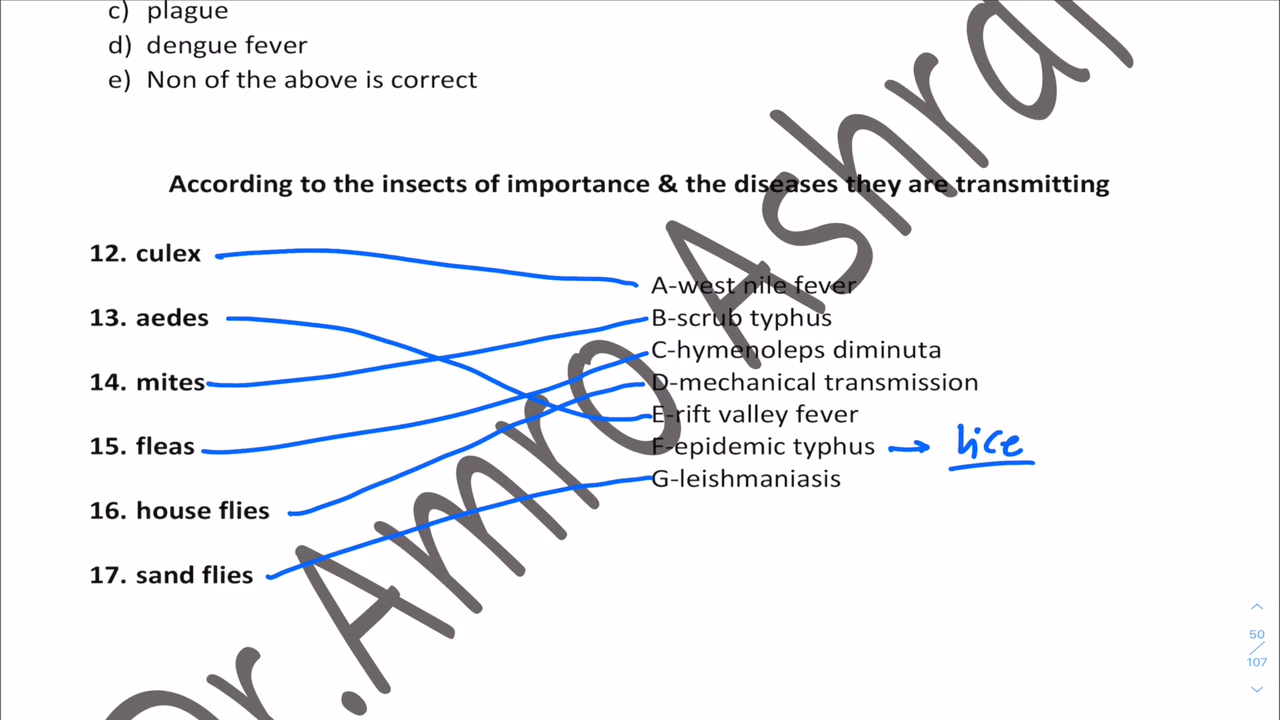 c) plague
d) dengue fever
e) Non of the above is correct
According to the insects of importance & the diseases they are transmitting
12. culex
A-west nile fever
13. aedes
B-scrub typhus
C-hymenoleps diminuta
14. mites
D-mechanical transmission
E-rift valley fever
15. fleas
F-epidemic typhus → lice
G-leishmaniasis
16. house flies
17. sand flies
Dr.Amro Ashraf
50
107